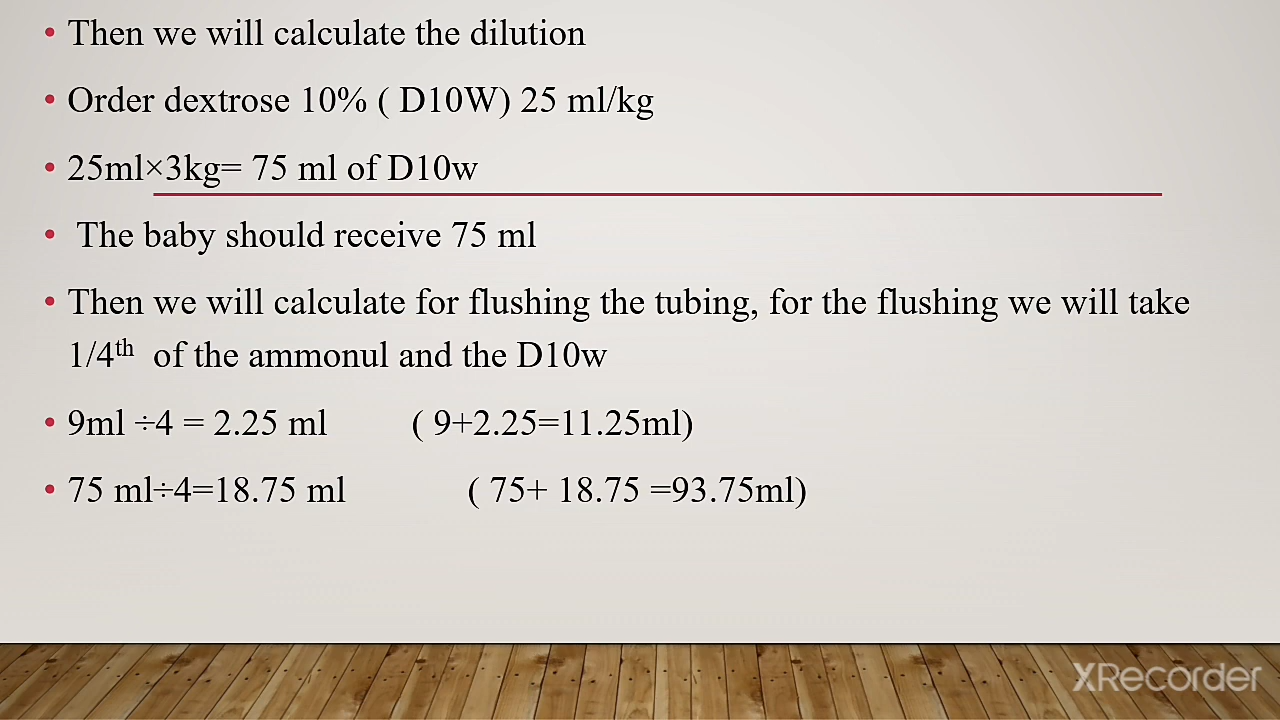 • Then we will calculate the dilution
• Order dextrose 10% ( D10W) 25 ml/kg
• 25ml×3kg= 75 ml of D10w
• The baby should receive 75 ml
• Then we will calculate for flushing the tubing, for the flushing we will take
1/4th of the ammonul and the D10w
• 9ml ÷4 = 2.25 ml ( 9+2.25=11.25ml)
• 75 ml÷4=18.75 ml ( 75+ 18.75 =93.75ml)
XRecorder